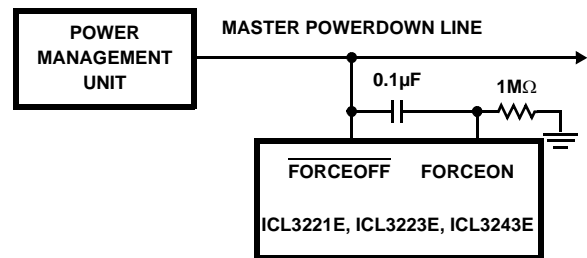 POWER
MANAGEMENT
UNIT
MASTER POWERDOWN LINE
0.1µF
1MΩ
FORCEOFF FORCEON
ICL3221E, ICL3223E, ICL3243E